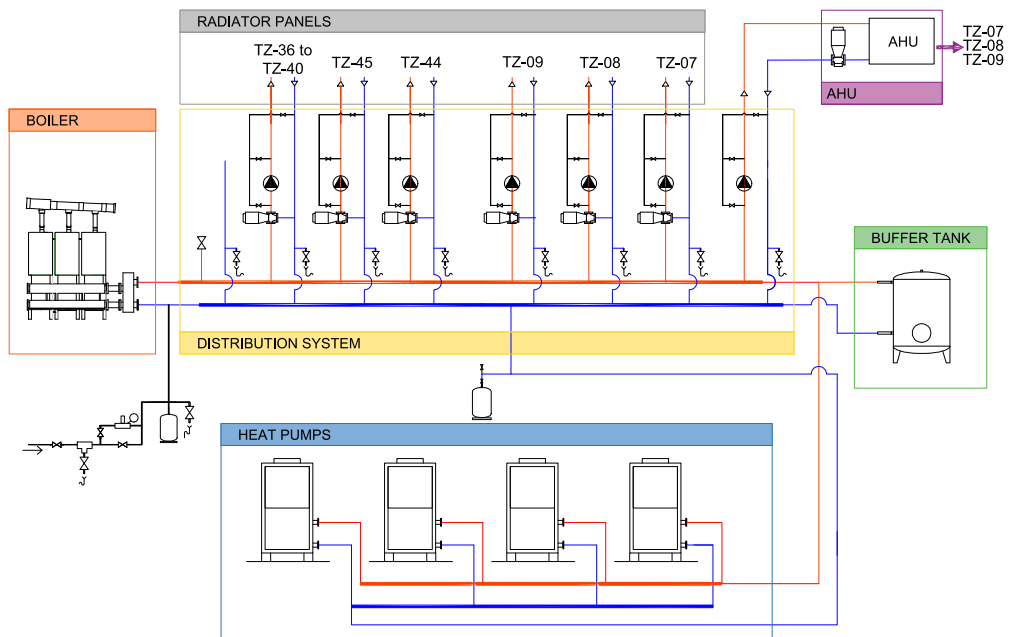 RADIATOR PANELS
TZ-36 to
TZ-40
TZ-45
TZ-44
TZ-09
TZ-08
TZ-07
AHU
TZ-07
TZ-08
TZ-09
AHU
BOILER
BUFFER TANK
DISTRIBUTION SYSTEM
HEAT PUMPS